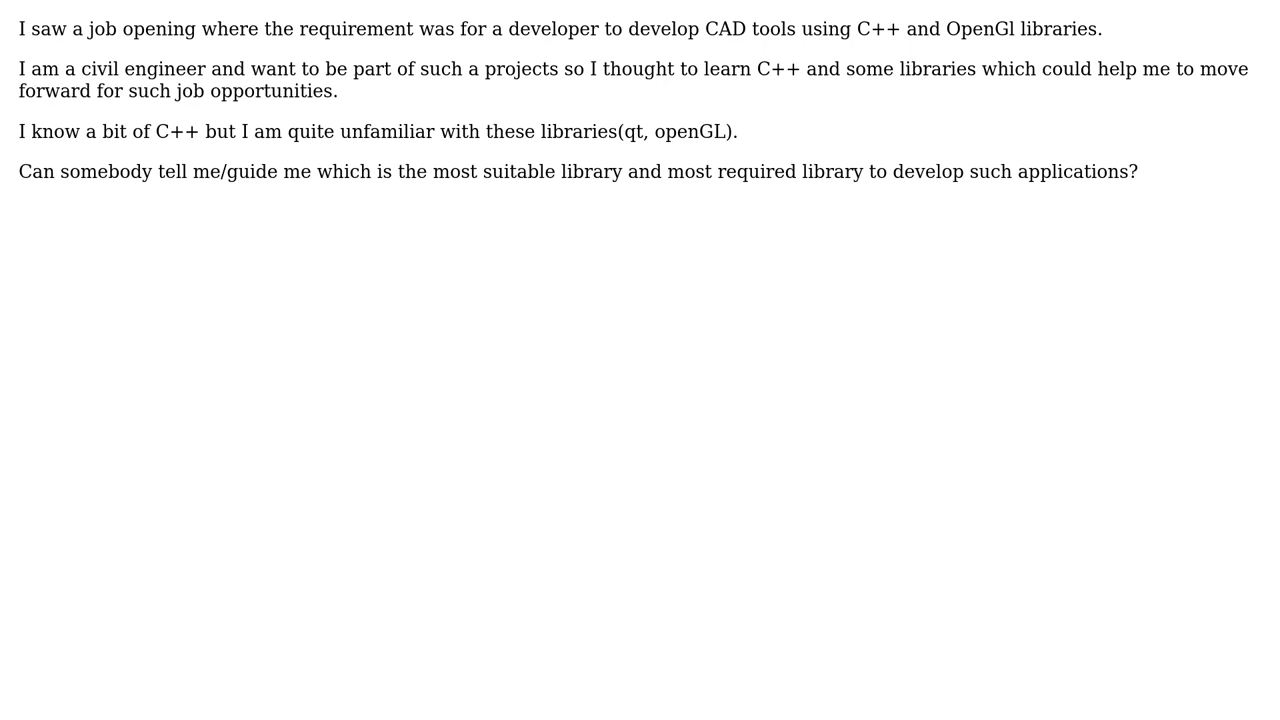 I saw a job opening where the requirement was for a developer to develop CAD tools using C++ and OpenGl libraries.
I am a civil engineer and want to be part of such a projects so I thought to learn C++ and some libraries which could help me to move
forward for such job opportunities.
I know a bit of C++ but I am quite unfamiliar with these libraries(qt, openGL).
Can somebody tell me/guide me which is the most suitable library and most required library to develop such applications?